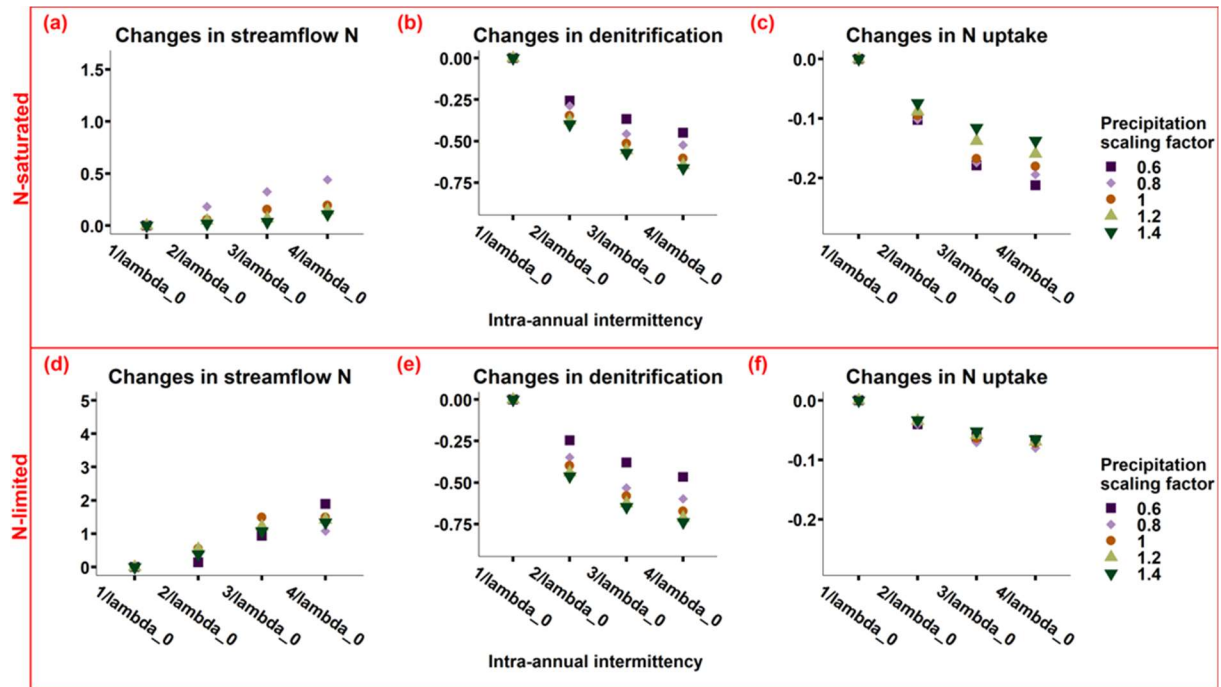 (a)
Changes in streamflow N
(b)
Changes in denitrification
(c)
Changes in N uptake
N-saturated
1.5
1.0
0.5
0.0
1/lambda_0
2/lambda_0
3/lambda_0
4/lambda_0
0.00
-0.25
-0.50
-0.75
1/lambda_0
2/lambda_0
3/lambda_0
4/lambda_0
0.0
-0.1
-0.2
1/lambda_0
2/lambda_0
3/lambda_0
4/lambda_0
Precipitation
scaling factor
0.6
0.8
1
1.2
1.4
Intra-annual intermittency
(d)
Changes in streamflow N
(e)
Changes in denitrification
(f)
Changes in N uptake
N-limited
5
4
3
2
1
0
1/lambda_0
2/lambda_0
3/lambda_0
4/lambda_0
0.00
-0.25
-0.50
-0.75
1/lambda_0
2/lambda_0
3/lambda_0
4/lambda_0
0.0
-0.1
-0.2
1/lambda_0
2/lambda_0
3/lambda_0
4/lambda_0
Precipitation
scaling factor
0.6
0.8
1
1.2
1.4
Intra-annual intermittency